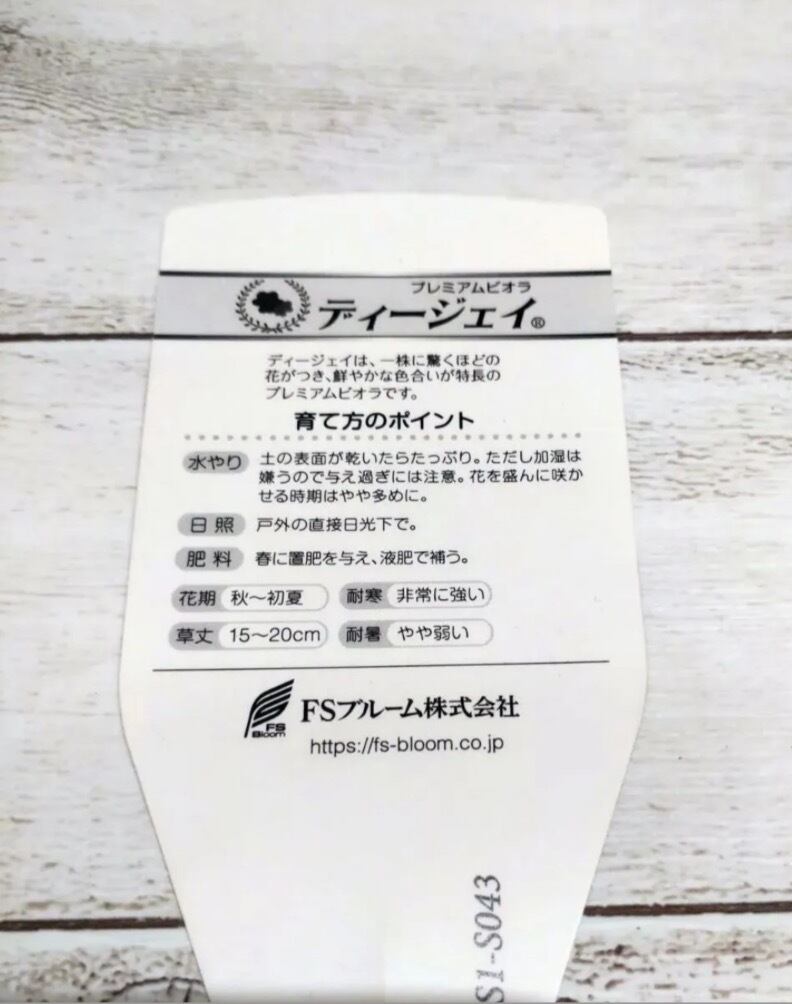 プレミアムビオラ
ディージェイ®
ディージェイは、一株に驚くほどの
花がつき、鮮やかな色合いが特長の
プレミアムビオラです。
育て方のポイント
水やり 土の表面が乾いたらたっぷり。ただし加湿は
嫌うので与え過ぎには注意。花を盛んに咲か
せる時期はやや多めに。
日照 戸外の直接日光下で。
肥料 春に置肥を与え、液肥で補う。
花期 秋〜初夏 耐寒 非常に強い
草丈 15〜20cm 耐暑 やや弱い
FS Bloom FSブルーム株式会社
https://fs-bloom.co.jp
S1-S043